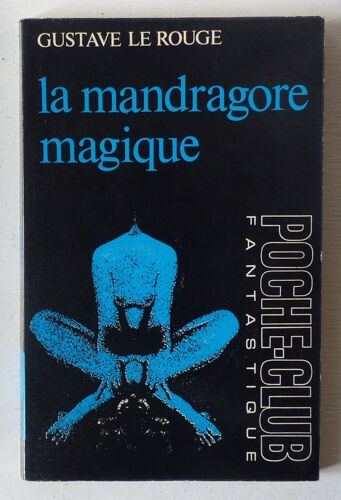 GUSTAVE LE ROUGE
la mandragore
magique
POCHE-CLUB
FANTASTIQUE